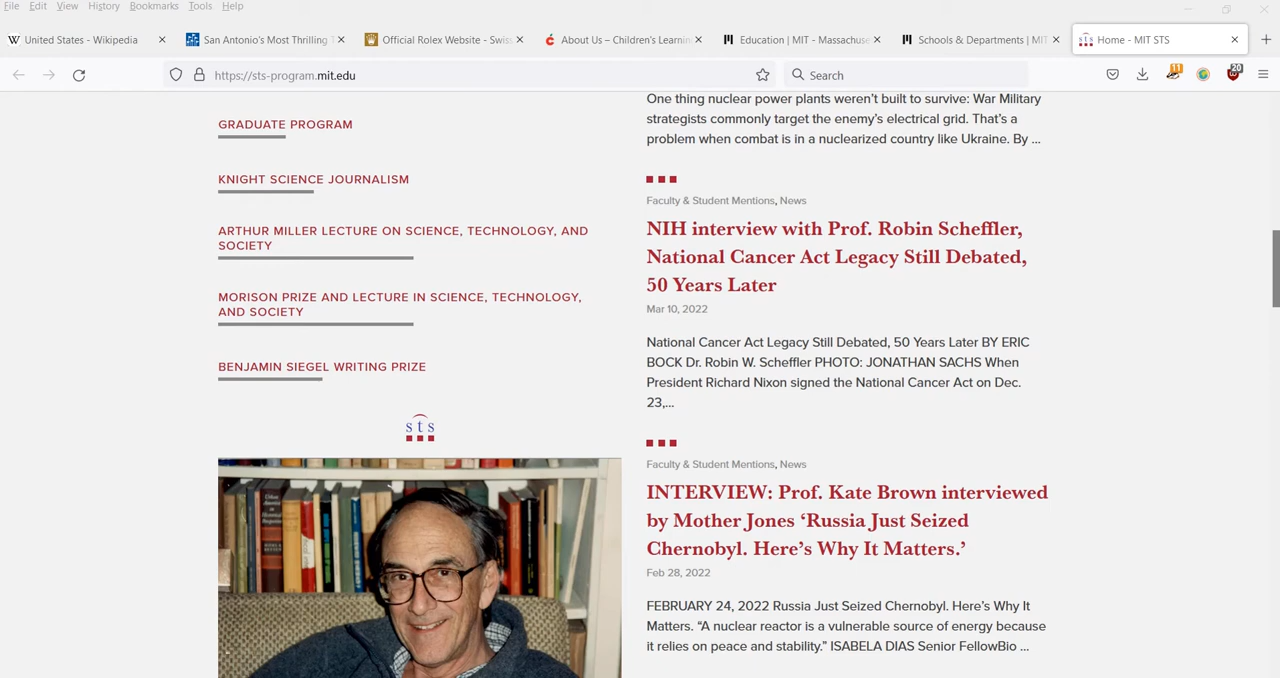 File Edit View History Bookmarks Tools Help
United States - Wikipedia
San Antonio's Most Thrilling T
Official Rolex Website - Swiss
About Us – Children's Learnin
Education | MIT - Massachuse
Schools & Departments | MIT
Home - MIT STS
https://sts-program.mit.edu
Search
11
20
GRADUATE PROGRAM
KNIGHT SCIENCE JOURNALISM
ARTHUR MILLER LECTURE ON SCIENCE, TECHNOLOGY, AND
SOCIETY
MORISON PRIZE AND LECTURE IN SCIENCE, TECHNOLOGY,
AND SOCIETY
BENJAMIN SIEGEL WRITING PRIZE
sts
One thing nuclear power plants weren't built to survive: War Military
strategists commonly target the enemy's electrical grid. That's a
problem when combat is in a nuclearized country like Ukraine. By ...
Faculty & Student Mentions, News
NIH interview with Prof. Robin Scheffler,
National Cancer Act Legacy Still Debated,
50 Years Later
Mar 10, 2022
National Cancer Act Legacy Still Debated, 50 Years Later BY ERIC
BOCK Dr. Robin W. Scheffler PHOTO: JONATHAN SACHS When
President Richard Nixon signed the National Cancer Act on Dec.
23,...
Faculty & Student Mentions, News
INTERVIEW: Prof. Kate Brown interviewed
by Mother Jones ‘Russia Just Seized
Chernobyl. Here's Why It Matters.’
Feb 28, 2022
FEBRUARY 24, 2022 Russia Just Seized Chernobyl. Here's Why It
Matters. “A nuclear reactor is a vulnerable source of energy because
it relies on peace and stability.” ISABELA DIAS Senior FellowBio ...